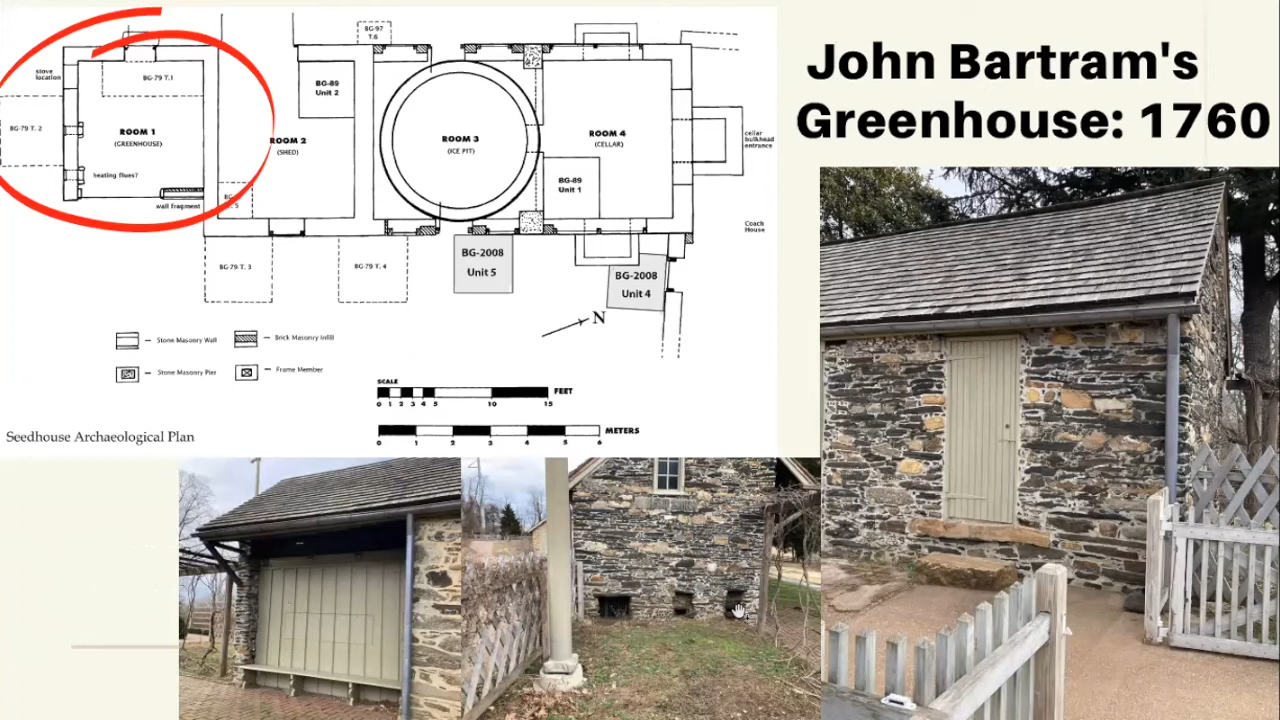 John Bartram's
Greenhouse: 1760
BG-97
T.6
stove
location
BG-79 T.1
BG-89
Unit 2
BG-79 T. 2
ROOM 1
(GREENHOUSE)
ROOM 2
(SHED)
ROOM 3
(ICE PIT)
ROOM 4
(CELLAR)
cellar
bulkhead
entrance
heating flues?
BG-89
Unit 1
wall fragment
Coach
House
BG-79 T. 3
BG-79 T. 4
BG-2008
Unit 5
BG-2008
Unit 4
N
— Stone Masonry Wall
— Brick Masonry Infill
— Stone Masonry Pier
— Frame Member
SCALE
FEET
0 1 2 3 4 5 10 15
METERS
0 1 2 3 4 5 6
Seedhouse Archaeological Plan